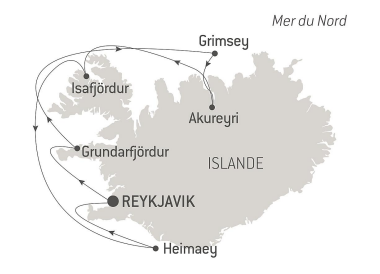 Mer du Nord
Grimsey
Isafjördur
Akureyri
Grundarfjördur
ISLANDE
REYKJAVIK
Heimaey